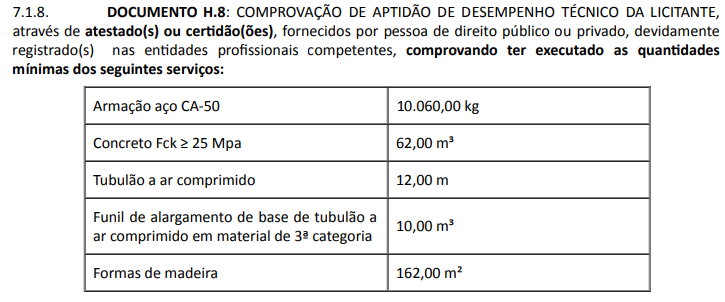 7.1.8. DOCUMENTO H.8: COMPROVAÇÃO DE APTIDÃO DE DESEMPENHO TÉCNICO DA LICITANTE,
através de atestado(s) ou certidão(ões), fornecidos por pessoa de direito público ou privado, devidamente
registrado(s) nas entidades profissionais competentes, comprovando ter executado as quantidades
mínimas dos seguintes serviços:
Armação aço CA-50 10.060,00 kg
Concreto Fck ≥ 25 Mpa 62,00 m³
Tubulão a ar comprimido 12,00 m
Funil de alargamento de base de tubulão a
ar comprimido em material de 3ª categoria 10,00 m³
Formas de madeira 162,00 m²